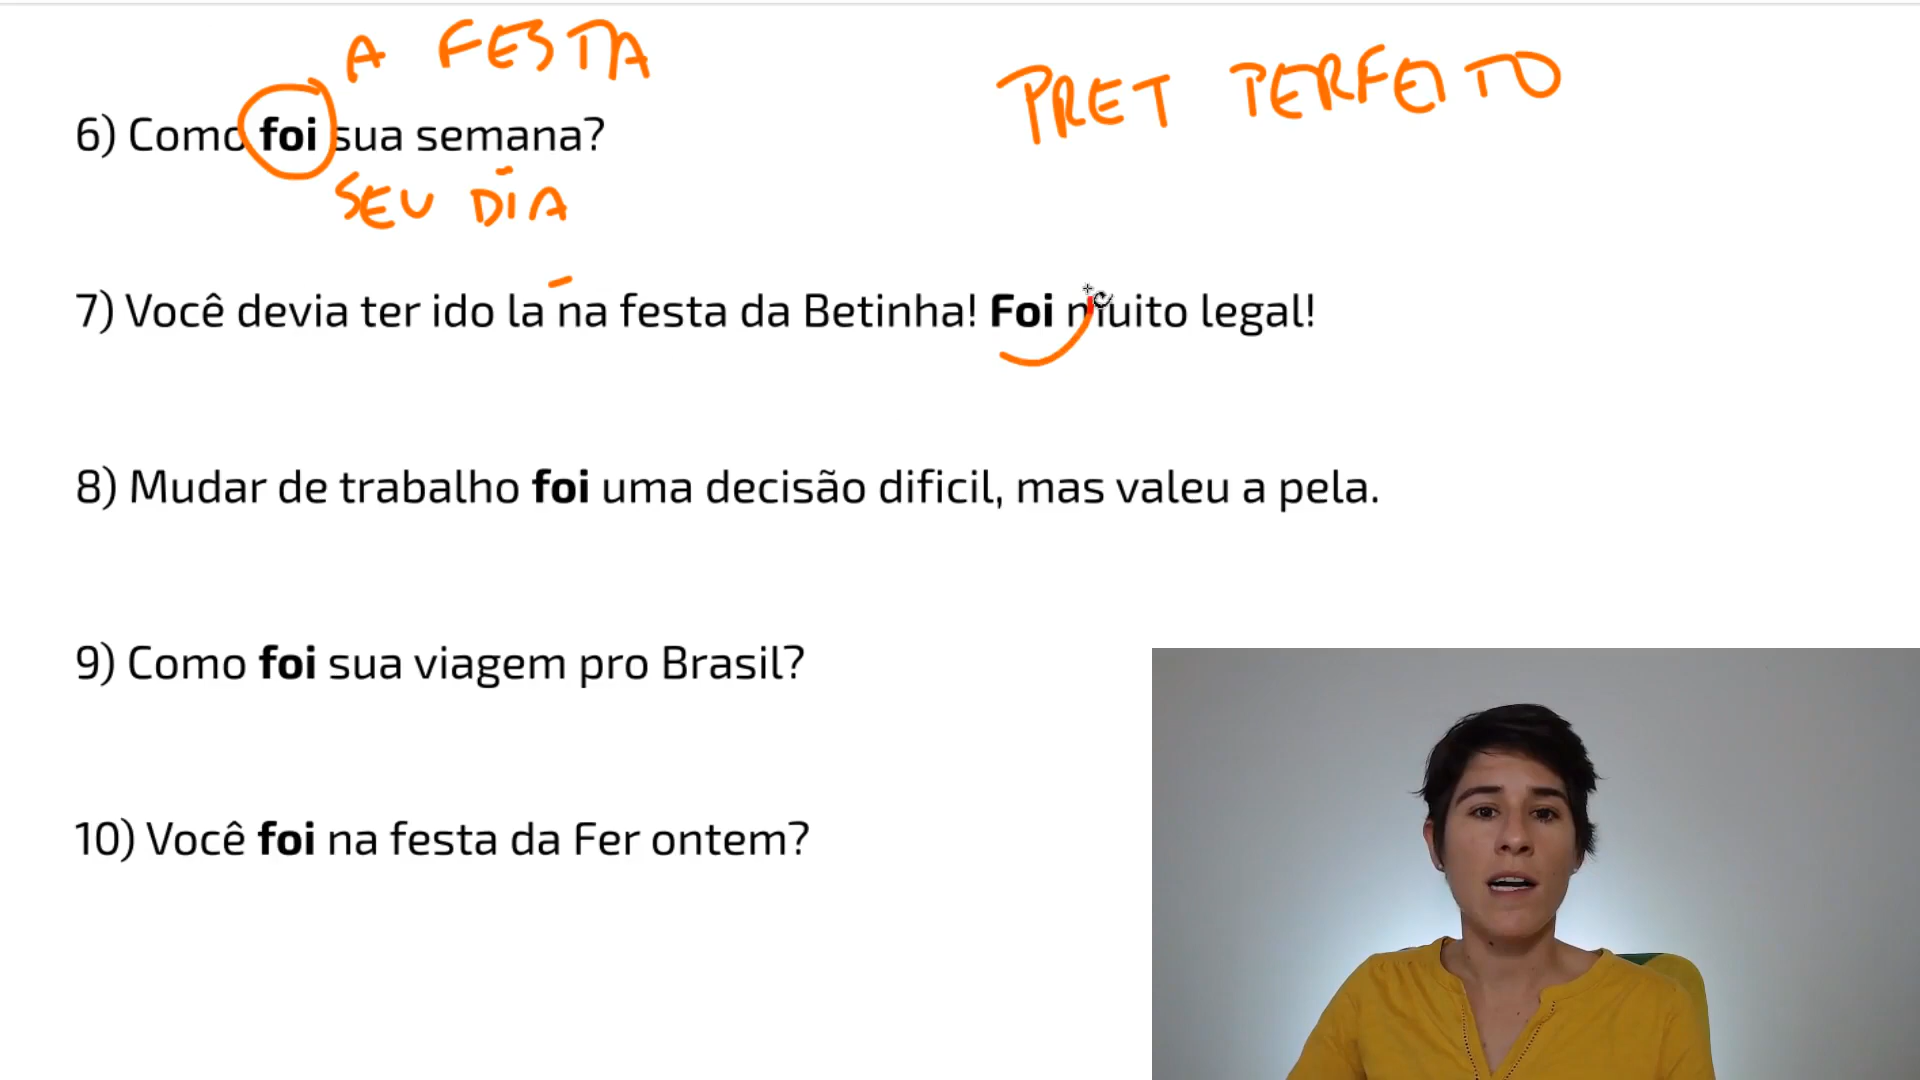 A FESTA
PRET PERFEITO
6) Como foi sua semana?
SEU DIA
7) Você devia ter ido la na festa da Betinha! Foi muito legal!
8) Mudar de trabalho foi uma decisão dificil, mas valeu a pela.
9) Como foi sua viagem pro Brasil?
10) Você foi na festa da Fer ontem?